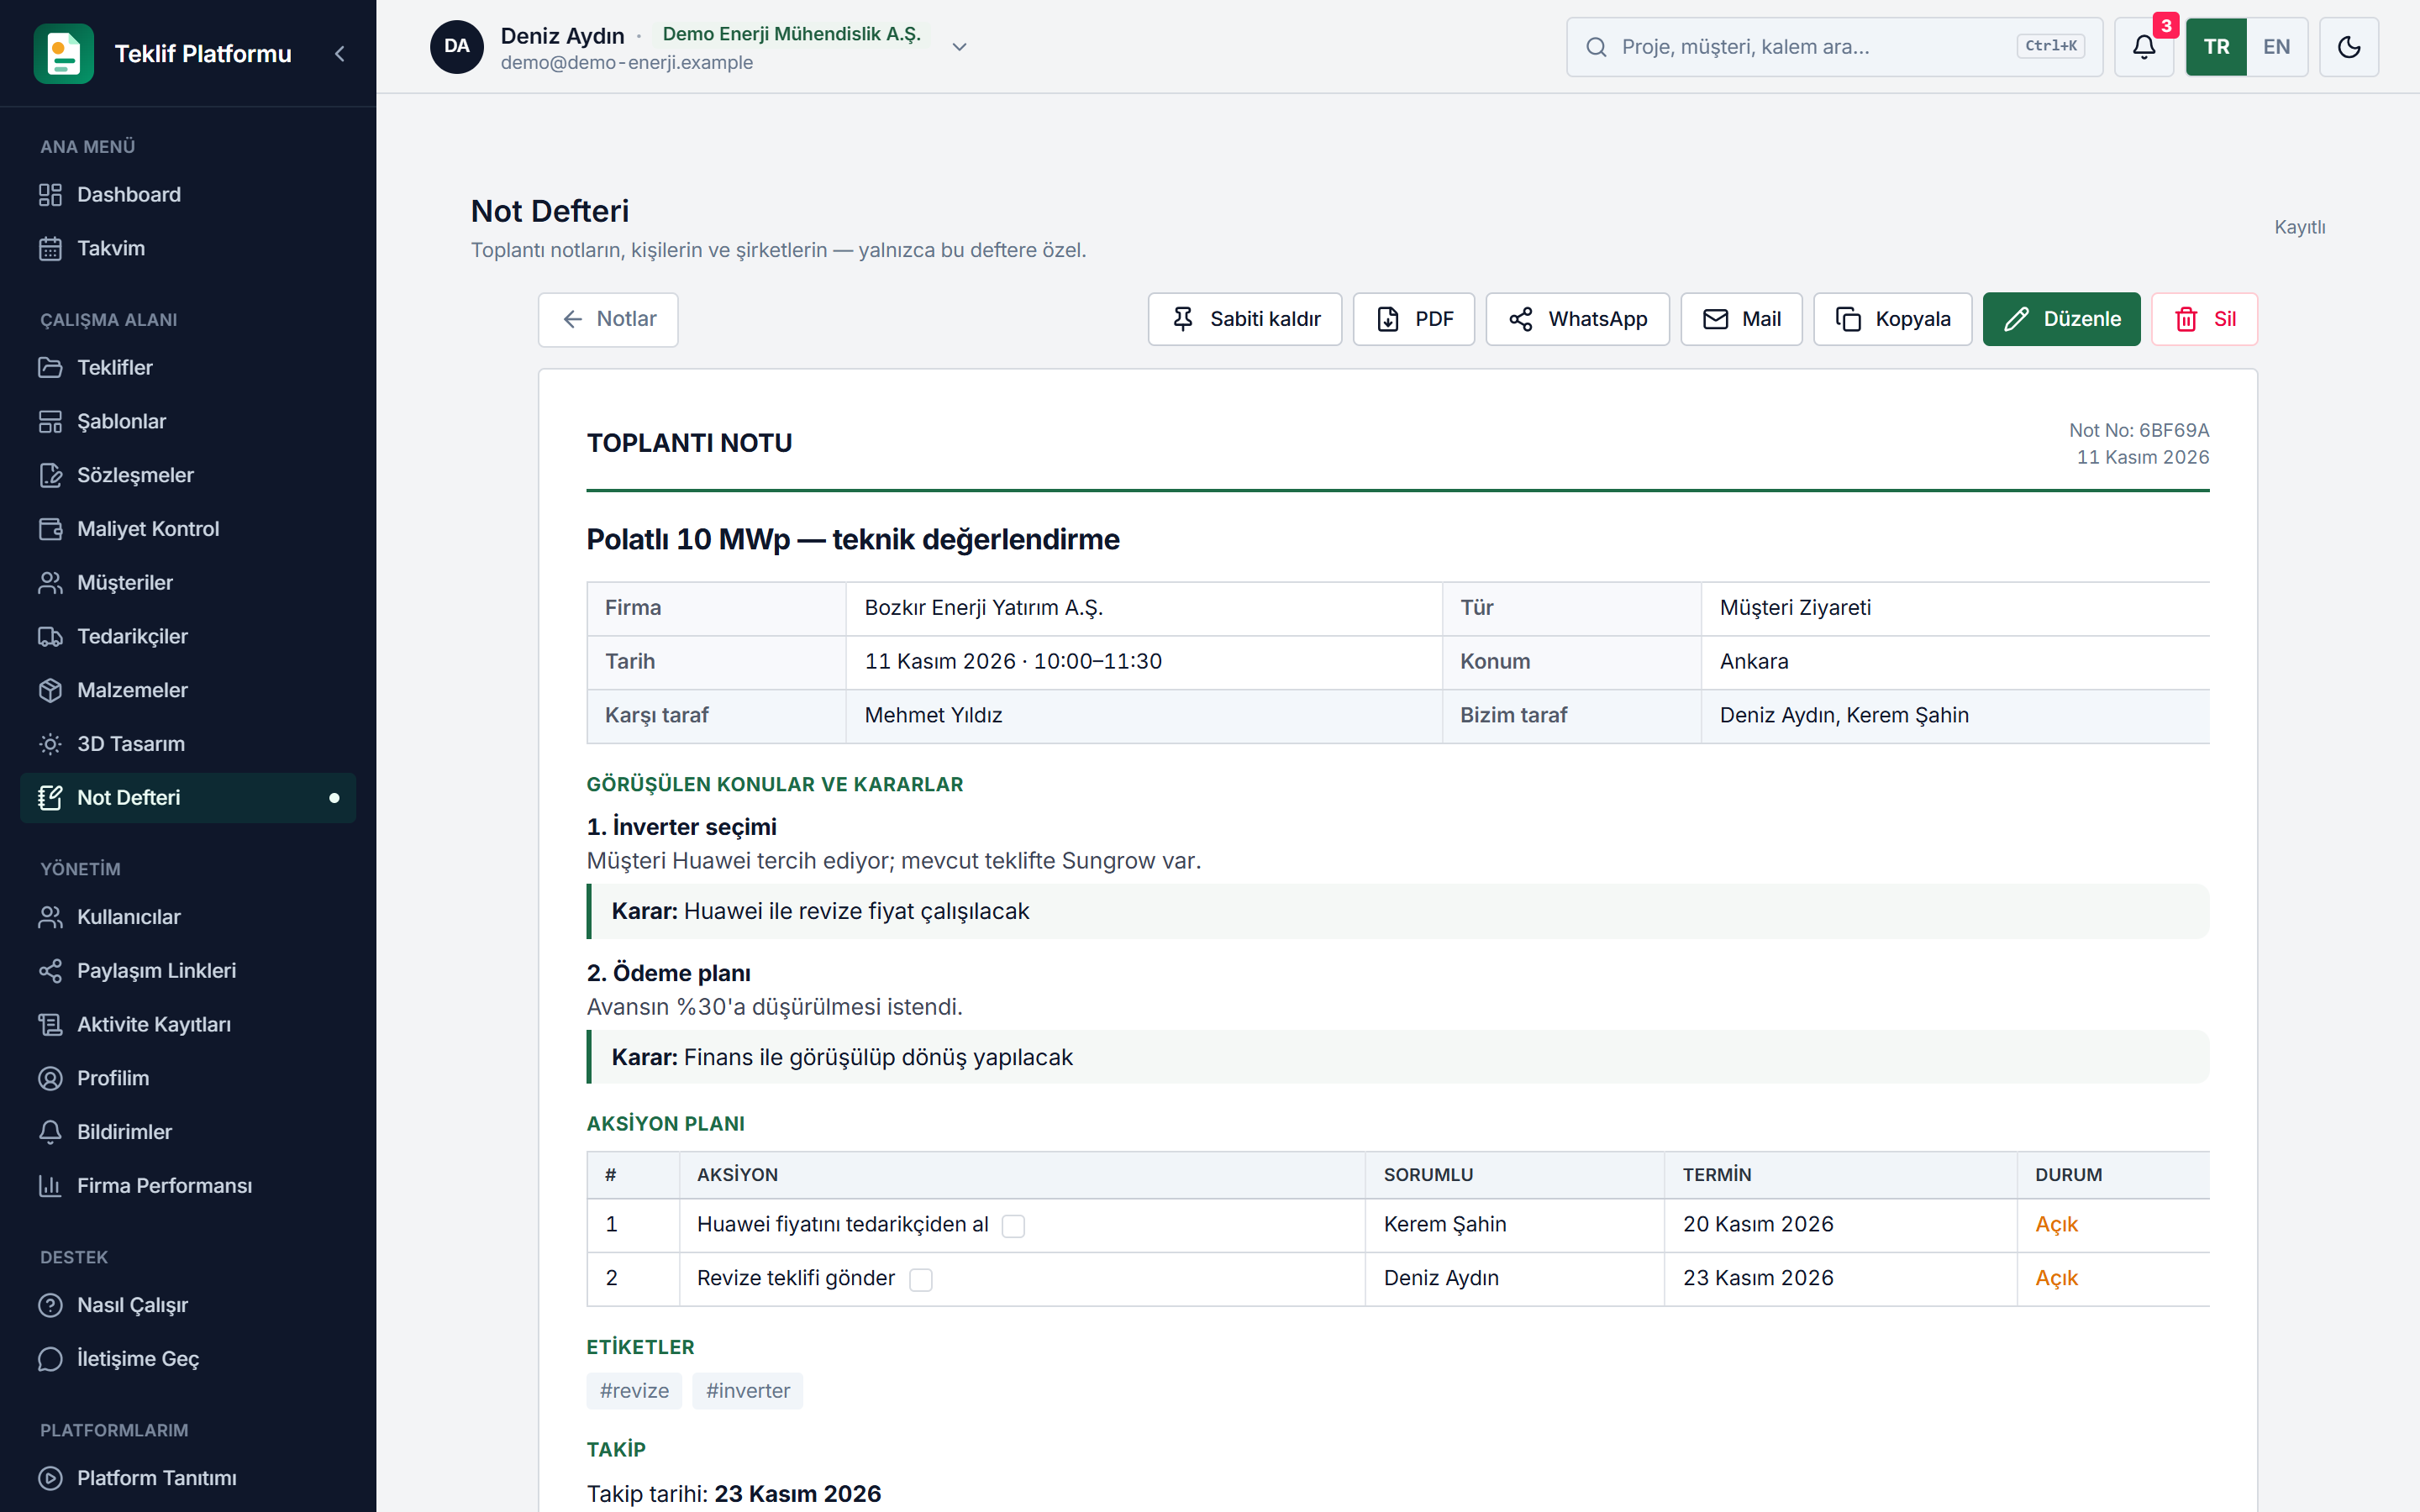 Teklif Platformu
ANA MENÜ
Dashboard
Takvim
ÇALIŞMA ALANI
Teklifler
Şablonlar
Sözleşmeler
Maliyet Kontrol
Müşteriler
Tedarikçiler
Malzemeler
3D Tasarım
Not Defteri
YÖNETİM
Kullanıcılar
Paylaşım Linkleri
Aktivite Kayıtları
Profilim
Bildirimler
Firma Performansı
DESTEK
Nasıl Çalışır
İletişime Geç
PLATFORMLARIM
Platform Tanıtımı
DA Deniz Aydın · Demo Enerji Mühendislik A.Ş.
demo@demo-enerji.example
Proje, müşteri, kalem ara... Ctrl+K 3 TR EN
Not Defteri
Toplantı notların, kişilerin ve şirketlerin — yalnızca bu deftere özel.
Kayıtlı
Notlar Sabiti kaldır PDF WhatsApp Mail Kopyala Düzenle Sil
TOPLANTI NOTU
Not No: 6BF69A
11 Kasım 2026
Polatlı 10 MWp — teknik değerlendirme
Firma Bozkır Enerji Yatırım A.Ş. Tür Müşteri Ziyareti
Tarih 11 Kasım 2026 · 10:00–11:30 Konum Ankara
Karşı taraf Mehmet Yıldız Bizim taraf Deniz Aydın, Kerem Şahin
GÖRÜŞÜLEN KONULAR VE KARARLAR
1. İnverter seçimi
Müşteri Huawei tercih ediyor; mevcut teklifte Sungrow var.
Karar: Huawei ile revize fiyat çalışılacak
2. Ödeme planı
Avansın %30'a düşürülmesi istendi.
Karar: Finans ile görüşülüp dönüş yapılacak
AKSİYON PLANI
# AKSİYON SORUMLU TERMİN DURUM
1 Huawei fiyatını tedarikçiden al Kerem Şahin 20 Kasım 2026 Açık
2 Revize teklifi gönder Deniz Aydın 23 Kasım 2026 Açık
ETİKETLER
#revize #inverter
TAKİP
Takip tarihi: 23 Kasım 2026